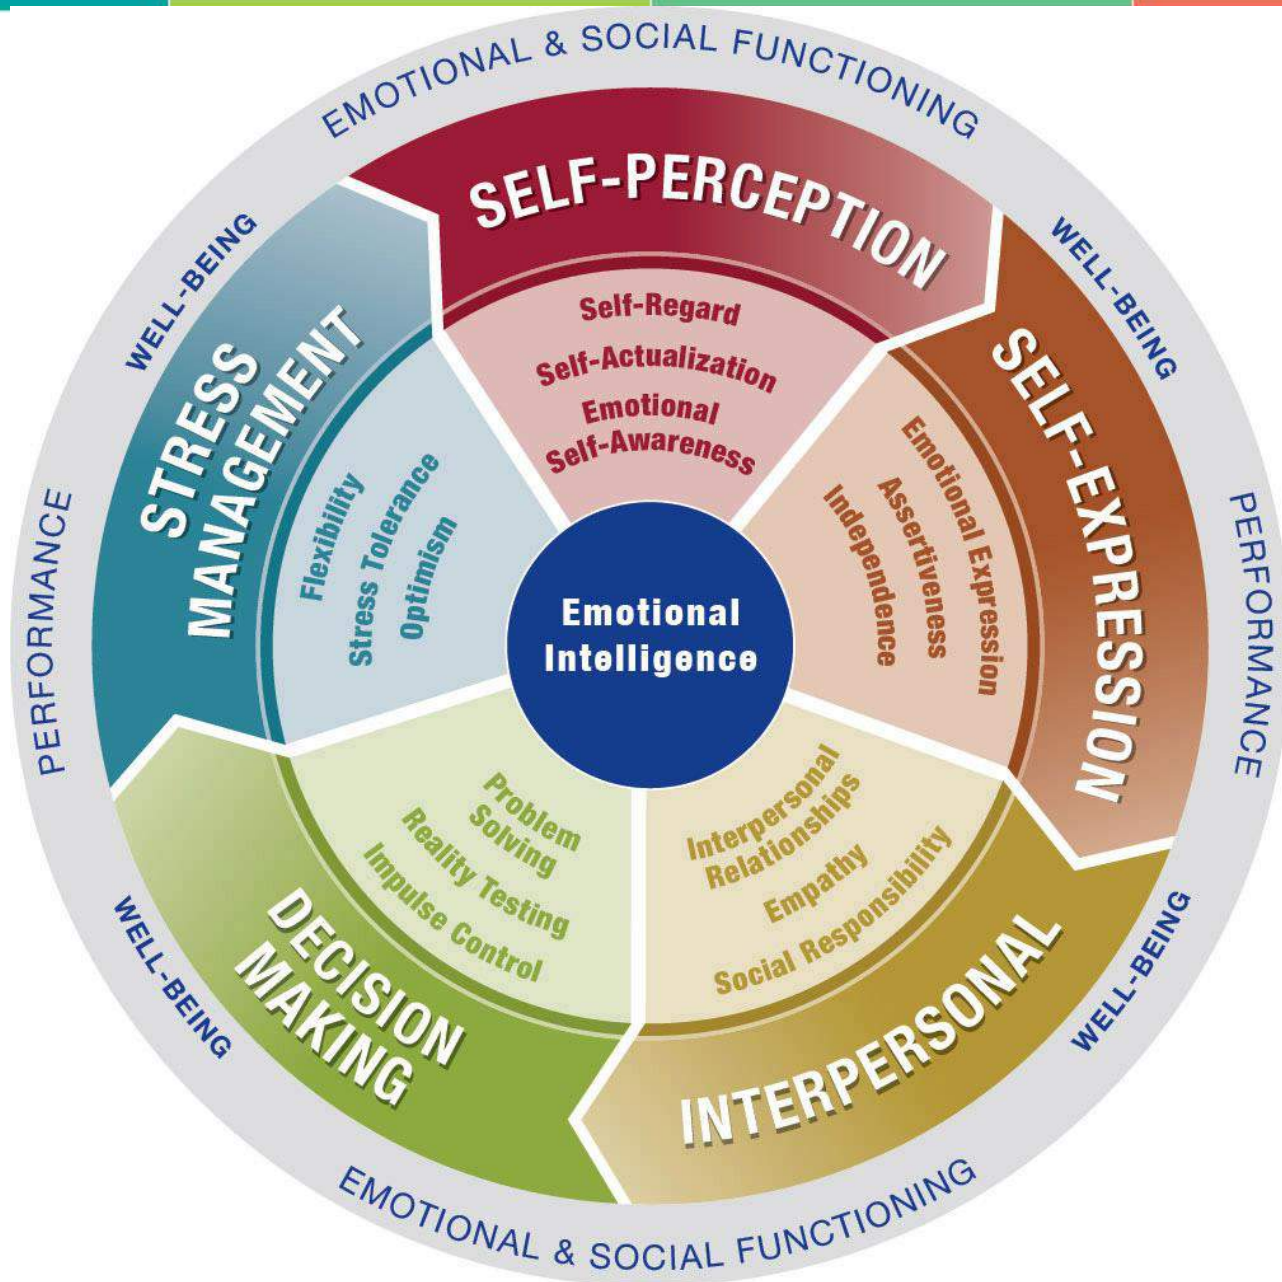 EMOTIONAL & SOCIAL FUNCTIONING
WELL-BEING
WELL-BEING
PERFORMANCE
PERFORMANCE
WELL-BEING
WELL-BEING
EMOTIONAL & SOCIAL FUNCTIONING
SELF-PERCEPTION
Self-Regard
Self-Actualization
Emotional
Self-Awareness
SELF-EXPRESSION
Emotional Expression
Assertiveness
Independence
INTERPERSONAL
Interpersonal
Relationships
Empathy
Social Responsibility
DECISION
MAKING
Problem
Solving
Reality Testing
Impulse Control
STRESS
MANAGEMENT
Flexibility
Stress Tolerance
Optimism
Emotional
Intelligence